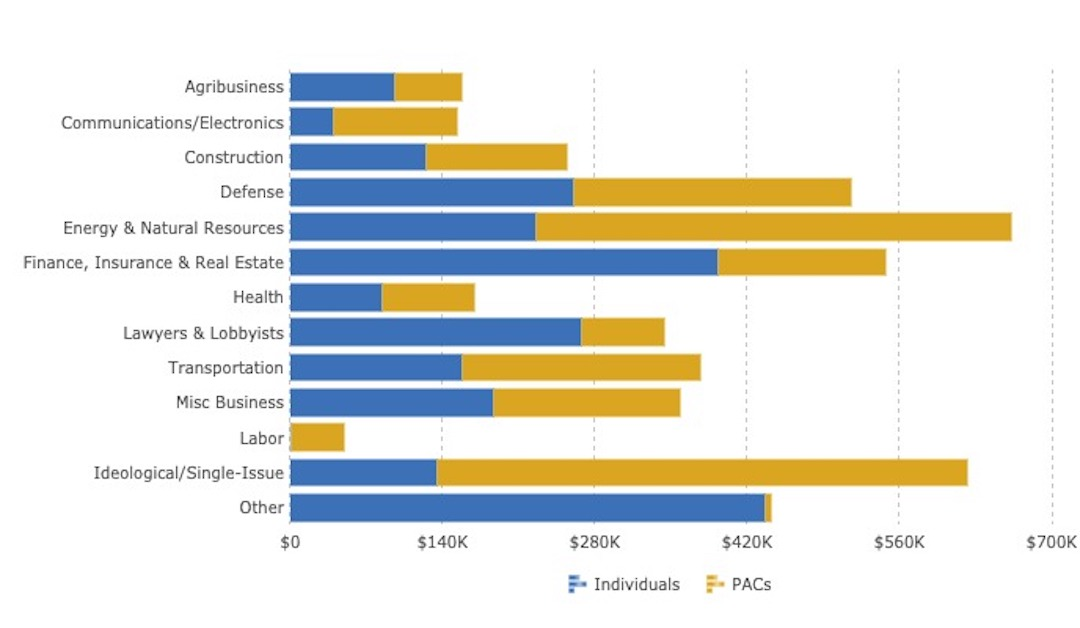 Agribusiness
Communications/Electronics
Construction
Defense
Energy & Natural Resources
Finance, Insurance & Real Estate
Health
Lawyers & Lobbyists
Transportation
Misc Business
Labor
Ideological/Single-Issue
Other
$0 $140K $280K $420K $560K $700K
Individuals PACs